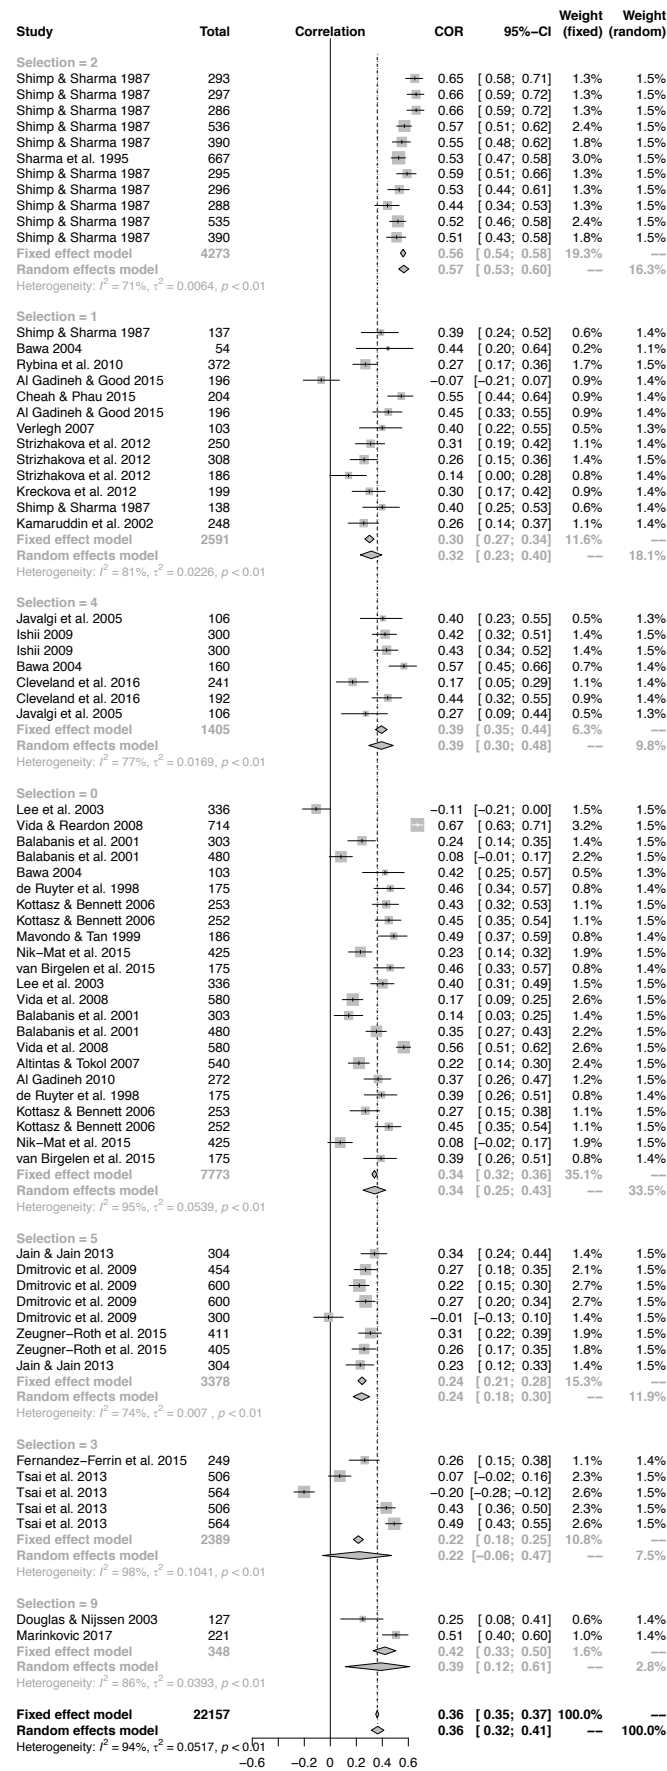 Weight Weight
Study Total Correlation COR 95%−CI (fixed) (random)
Selection = 2
Shimp & Sharma 1987 293 0.65 [ 0.58; 0.71] 1.3% 1.5%
Shimp & Sharma 1987 297 0.66 [ 0.59; 0.72] 1.3% 1.5%
Shimp & Sharma 1987 286 0.66 [ 0.59; 0.72] 1.3% 1.5%
Shimp & Sharma 1987 536 0.57 [ 0.51; 0.62] 2.4% 1.5%
Shimp & Sharma 1987 390 0.55 [ 0.48; 0.62] 1.8% 1.5%
Sharma et al. 1995 667 0.53 [ 0.47; 0.58] 3.0% 1.5%
Shimp & Sharma 1987 295 0.59 [ 0.51; 0.66] 1.3% 1.5%
Shimp & Sharma 1987 296 0.53 [ 0.44; 0.61] 1.3% 1.5%
Shimp & Sharma 1987 288 0.44 [ 0.34; 0.53] 1.3% 1.5%
Shimp & Sharma 1987 535 0.52 [ 0.46; 0.58] 2.4% 1.5%
Shimp & Sharma 1987 390 0.51 [ 0.43; 0.58] 1.8% 1.5%
Fixed effect model 4273 0.56 [ 0.54; 0.58] 19.3% −−
Random effects model 0.57 [ 0.53; 0.60] −− 16.3%
Heterogeneity: I² = 71%, τ² = 0.0064, p < 0.01
Selection = 1
Shimp & Sharma 1987 137 0.39 [ 0.24; 0.52] 0.6% 1.4%
Bawa 2004 54 0.44 [ 0.20; 0.64] 0.2% 1.1%
Rybina et al. 2010 372 0.27 [ 0.17; 0.36] 1.7% 1.5%
Al Gadineh & Good 2015 196 −0.07 [−0.21; 0.07] 0.9% 1.4%
Cheah & Phau 2015 204 0.55 [ 0.44; 0.64] 0.9% 1.4%
Al Gadineh & Good 2015 196 0.45 [ 0.33; 0.55] 0.9% 1.4%
Verlegh 2007 103 0.40 [ 0.22; 0.55] 0.5% 1.3%
Strizhakova et al. 2012 250 0.31 [ 0.19; 0.42] 1.1% 1.4%
Strizhakova et al. 2012 308 0.26 [ 0.15; 0.36] 1.4% 1.5%
Strizhakova et al. 2012 186 0.14 [ 0.00; 0.28] 0.8% 1.4%
Kreckova et al. 2012 199 0.30 [ 0.17; 0.42] 0.9% 1.4%
Shimp & Sharma 1987 138 0.40 [ 0.25; 0.53] 0.6% 1.4%
Kamaruddin et al. 2002 248 0.26 [ 0.14; 0.37] 1.1% 1.4%
Fixed effect model 2591 0.30 [ 0.27; 0.34] 11.6% −−
Random effects model 0.32 [ 0.23; 0.40] −− 18.1%
Heterogeneity: I² = 81%, τ² = 0.0226, p < 0.01
Selection = 4
Javalgi et al. 2005 106 0.40 [ 0.23; 0.55] 0.5% 1.3%
Ishii 2009 300 0.42 [ 0.32; 0.51] 1.4% 1.5%
Ishii 2009 300 0.43 [ 0.34; 0.52] 1.4% 1.5%
Bawa 2004 160 0.57 [ 0.45; 0.66] 0.7% 1.4%
Cleveland et al. 2016 241 0.17 [ 0.05; 0.29] 1.1% 1.4%
Cleveland et al. 2016 192 0.44 [ 0.32; 0.55] 0.9% 1.4%
Javalgi et al. 2005 106 0.27 [ 0.09; 0.44] 0.5% 1.3%
Fixed effect model 1405 0.39 [ 0.35; 0.44] 6.3% −−
Random effects model 0.39 [ 0.30; 0.48] −− 9.8%
Heterogeneity: I² = 77%, τ² = 0.0169, p < 0.01
Selection = 0
Lee et al. 2003 336 −0.11 [−0.21; 0.00] 1.5% 1.5%
Vida & Reardon 2008 714 0.67 [ 0.63; 0.71] 3.2% 1.5%
Balabanis et al. 2001 303 0.24 [ 0.14; 0.35] 1.4% 1.5%
Balabanis et al. 2001 480 0.08 [−0.01; 0.17] 2.2% 1.5%
Bawa 2004 103 0.42 [ 0.25; 0.57] 0.5% 1.3%
de Ruyter et al. 1998 175 0.46 [ 0.34; 0.57] 0.8% 1.4%
Kottasz & Bennett 2006 253 0.43 [ 0.32; 0.53] 1.1% 1.5%
Kottasz & Bennett 2006 252 0.45 [ 0.35; 0.54] 1.1% 1.5%
Mavondo & Tan 1999 186 0.49 [ 0.37; 0.59] 0.8% 1.4%
Nik−Mat et al. 2015 425 0.23 [ 0.14; 0.32] 1.9% 1.5%
van Birgelen et al. 2015 175 0.46 [ 0.33; 0.57] 0.8% 1.4%
Lee et al. 2003 336 0.40 [ 0.31; 0.49] 1.5% 1.5%
Vida et al. 2008 580 0.17 [ 0.09; 0.25] 2.6% 1.5%
Balabanis et al. 2001 303 0.14 [ 0.03; 0.25] 1.4% 1.5%
Balabanis et al. 2001 480 0.35 [ 0.27; 0.43] 2.2% 1.5%
Vida et al. 2008 580 0.56 [ 0.51; 0.62] 2.6% 1.5%
Altintas & Tokol 2007 540 0.22 [ 0.14; 0.30] 2.4% 1.5%
Al Gadineh 2010 272 0.37 [ 0.26; 0.47] 1.2% 1.5%
de Ruyter et al. 1998 175 0.39 [ 0.26; 0.51] 0.8% 1.4%
Kottasz & Bennett 2006 253 0.27 [ 0.15; 0.38] 1.1% 1.5%
Kottasz & Bennett 2006 252 0.45 [ 0.35; 0.54] 1.1% 1.5%
Nik−Mat et al. 2015 425 0.08 [−0.02; 0.17] 1.9% 1.5%
van Birgelen et al. 2015 175 0.39 [ 0.26; 0.51] 0.8% 1.4%
Fixed effect model 7773 0.34 [ 0.32; 0.36] 35.1% −−
Random effects model 0.34 [ 0.25; 0.43] −− 33.5%
Heterogeneity: I² = 95%, τ² = 0.0539, p < 0.01
Selection = 5
Jain & Jain 2013 304 0.34 [ 0.24; 0.44] 1.4% 1.5%
Dmitrovic et al. 2009 454 0.27 [ 0.18; 0.35] 2.1% 1.5%
Dmitrovic et al. 2009 600 0.22 [ 0.15; 0.30] 2.7% 1.5%
Dmitrovic et al. 2009 600 0.27 [ 0.20; 0.34] 2.7% 1.5%
Dmitrovic et al. 2009 300 −0.01 [−0.13; 0.10] 1.4% 1.5%
Zeugner−Roth et al. 2015 411 0.31 [ 0.22; 0.39] 1.9% 1.5%
Zeugner−Roth et al. 2015 405 0.26 [ 0.17; 0.35] 1.8% 1.5%
Jain & Jain 2013 304 0.23 [ 0.12; 0.33] 1.4% 1.5%
Fixed effect model 3378 0.24 [ 0.21; 0.28] 15.3% −−
Random effects model 0.24 [ 0.18; 0.30] −− 11.9%
Heterogeneity: I² = 74%, τ² = 0.007 , p < 0.01
Selection = 3
Fernandez−Ferrin et al. 2015 249 0.26 [ 0.15; 0.38] 1.1% 1.4%
Tsai et al. 2013 506 0.07 [−0.02; 0.16] 2.3% 1.5%
Tsai et al. 2013 564 −0.20 [−0.28; −0.12] 2.6% 1.5%
Tsai et al. 2013 506 0.43 [ 0.36; 0.50] 2.3% 1.5%
Tsai et al. 2013 564 0.49 [ 0.43; 0.55] 2.6% 1.5%
Fixed effect model 2389 0.22 [ 0.18; 0.25] 10.8% −−
Random effects model 0.22 [−0.06; 0.47] −− 7.5%
Heterogeneity: I² = 98%, τ² = 0.1041, p < 0.01
Selection = 9
Douglas & Nijssen 2003 127 0.25 [ 0.08; 0.41] 0.6% 1.4%
Marinkovic 2017 221 0.51 [ 0.40; 0.60] 1.0% 1.4%
Fixed effect model 348 0.42 [ 0.33; 0.50] 1.6% −−
Random effects model 0.39 [ 0.12; 0.61] −− 2.8%
Heterogeneity: I² = 86%, τ² = 0.0393, p < 0.01
Fixed effect model 22157 0.36 [ 0.35; 0.37] 100.0% −−
Random effects model 0.36 [ 0.32; 0.41] −− 100.0%
Heterogeneity: I² = 94%, τ² = 0.0517, p < 0.01
−0.6 −0.2 0 0.2 0.6